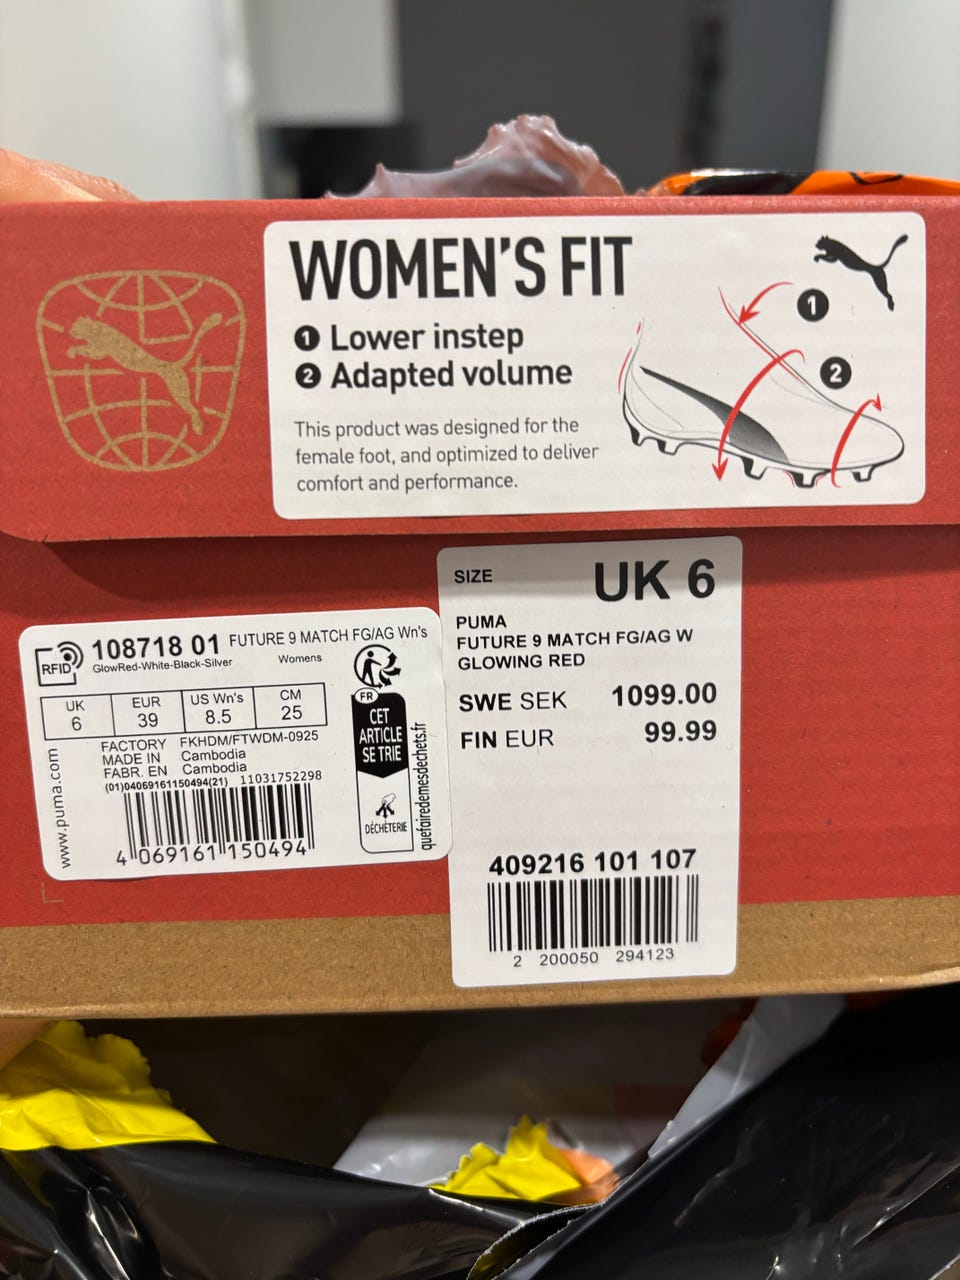 WOMEN'S FIT
1 Lower instep
2 Adapted volume
This product was designed for the
female foot, and optimized to deliver
comfort and performance.
1
2
RFID
108718 01 FUTURE 9 MATCH FG/AG Wn's
GlowRed-White-Black-Silver Womens
UK EUR US Wn's CM
6 39 8.5 25
FACTORY FKHDM/FTWDM-0925
MADE IN Cambodia
FABR. EN Cambodia
(01)04069161150494(21) 11031752298
4 069161 150494
www.puma.com
FR
CET
ARTICLE
SE TRIE
DÉCHÈTERIE
quefairedemesdechets.fr
SIZE UK 6
PUMA
FUTURE 9 MATCH FG/AG W
GLOWING RED
SWE SEK 1099.00
FIN EUR 99.99
409216 101 107
2 200050 294123